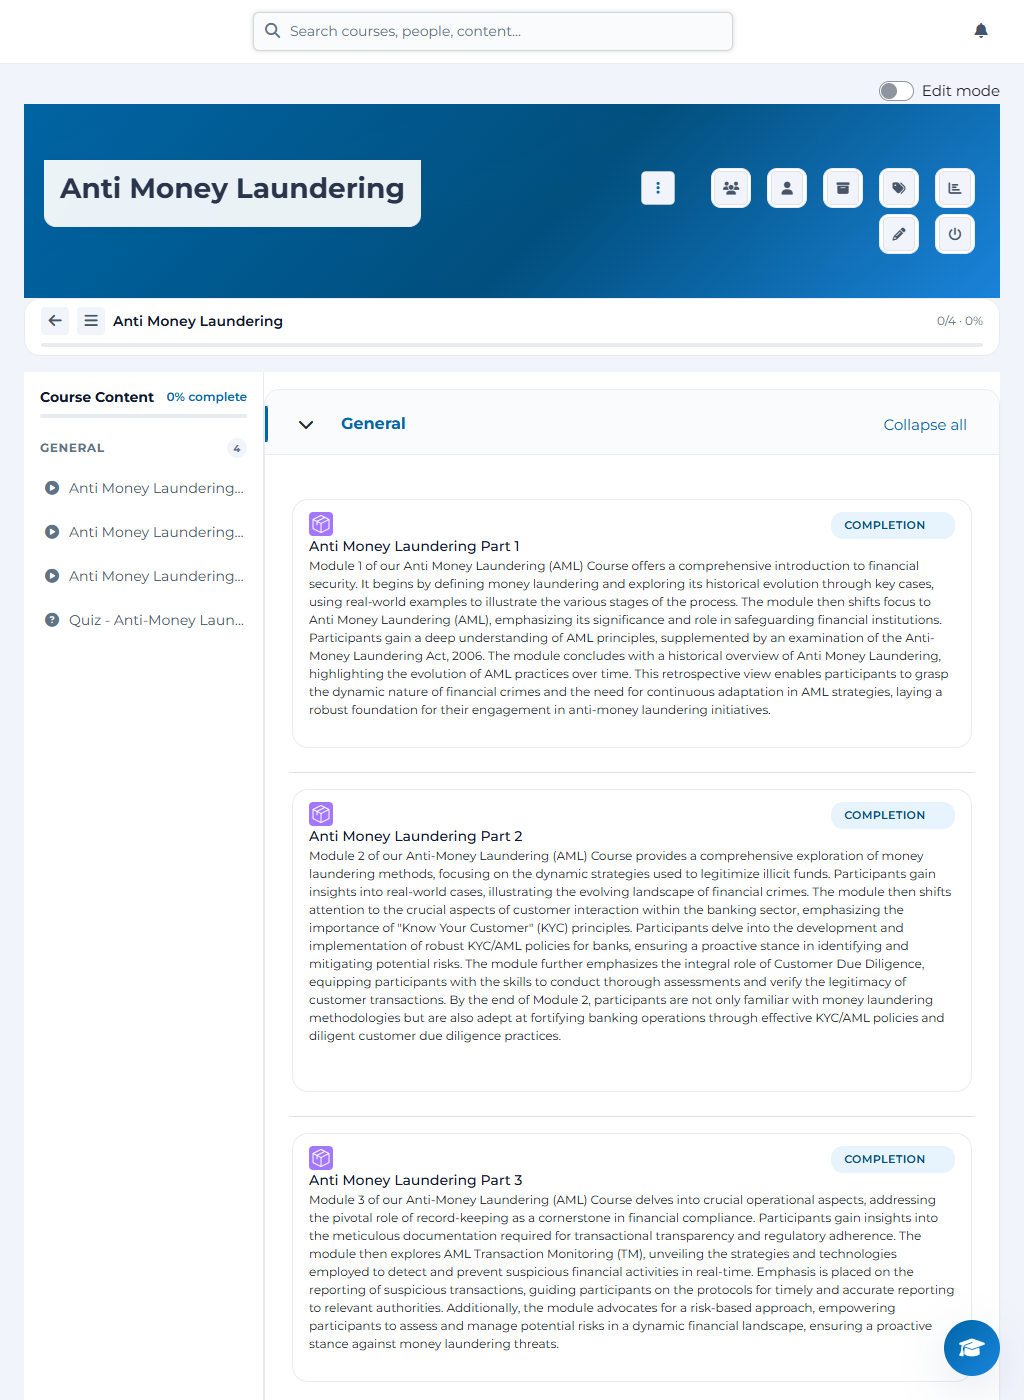 Search courses, people, content...
Edit mode
Anti Money Laundering
Anti Money Laundering
0/4 · 0%
Course Content
0% complete
GENERAL
4
Anti Money Laundering...
Anti Money Laundering...
Anti Money Laundering...
Quiz - Anti-Money Laun...
General
Collapse all
COMPLETION
Anti Money Laundering Part 1
Module 1 of our Anti Money Laundering (AML) Course offers a comprehensive introduction to financial
security. It begins by defining money laundering and exploring its historical evolution through key cases,
using real-world examples to illustrate the various stages of the process. The module then shifts focus to
Anti Money Laundering (AML), emphasizing its significance and role in safeguarding financial institutions.
Participants gain a deep understanding of AML principles, supplemented by an examination of the Anti-
Money Laundering Act, 2006. The module concludes with a historical overview of Anti Money Laundering,
highlighting the evolution of AML practices over time. This retrospective view enables participants to grasp
the dynamic nature of financial crimes and the need for continuous adaptation in AML strategies, laying a
robust foundation for their engagement in anti-money laundering initiatives.
COMPLETION
Anti Money Laundering Part 2
Module 2 of our Anti-Money Laundering (AML) Course provides a comprehensive exploration of money
laundering methods, focusing on the dynamic strategies used to legitimize illicit funds. Participants gain
insights into real-world cases, illustrating the evolving landscape of financial crimes. The module then shifts
attention to the crucial aspects of customer interaction within the banking sector, emphasizing the
importance of "Know Your Customer" (KYC) principles. Participants delve into the development and
implementation of robust KYC/AML policies for banks, ensuring a proactive stance in identifying and
mitigating potential risks. The module further emphasizes the integral role of Customer Due Diligence,
equipping participants with the skills to conduct thorough assessments and verify the legitimacy of
customer transactions. By the end of Module 2, participants are not only familiar with money laundering
methodologies but are also adept at fortifying banking operations through effective KYC/AML policies and
diligent customer due diligence practices.
COMPLETION
Anti Money Laundering Part 3
Module 3 of our Anti-Money Laundering (AML) Course delves into crucial operational aspects, addressing
the pivotal role of record-keeping as a cornerstone in financial compliance. Participants gain insights into
the meticulous documentation required for transactional transparency and regulatory adherence. The
module then explores AML Transaction Monitoring (TM), unveiling the strategies and technologies
employed to detect and prevent suspicious financial activities in real-time. Emphasis is placed on the
reporting of suspicious transactions, guiding participants on the protocols for timely and accurate reporting
to relevant authorities. Additionally, the module advocates for a risk-based approach, empowering
participants to assess and manage potential risks in a dynamic financial landscape, ensuring a proactive
stance against money laundering threats.